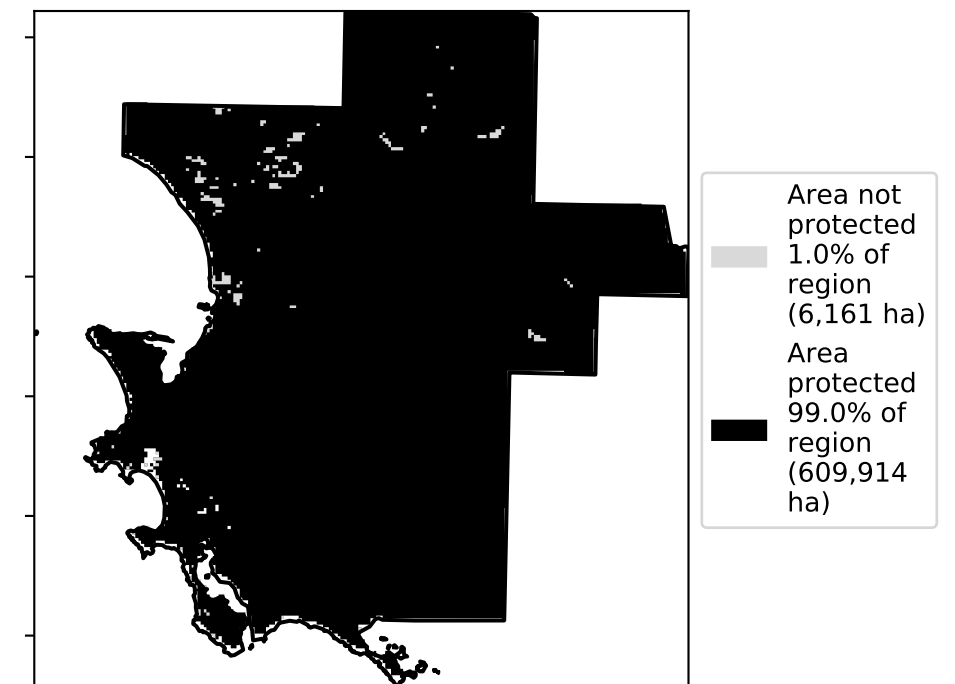 Area not
protected
1.0% of
region
(6,161 ha)
Area
protected
99.0% of
region
(609,914
ha)